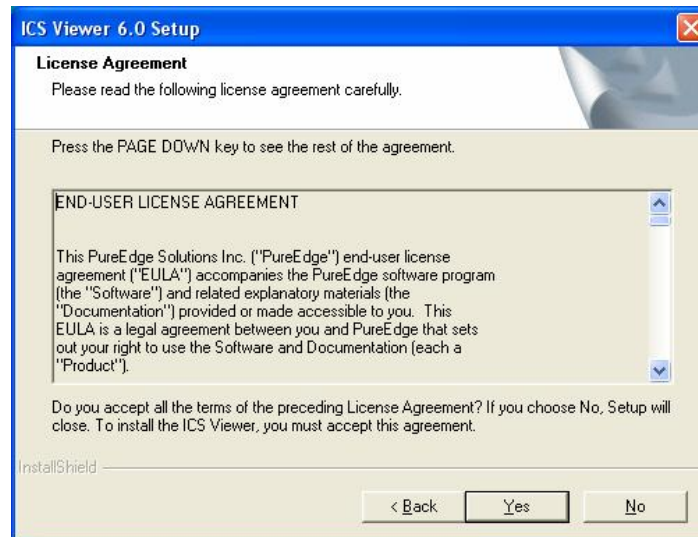 ICS Viewer 6.0 Setup
License Agreement
Please read the following license agreement carefully.
Press the PAGE DOWN key to see the rest of the agreement.
END-USER LICENSE AGREEMENT
This PureEdge Solutions Inc. ("PureEdge") end-user license
agreement ("EULA") accompanies the PureEdge software program
(the "Software") and related explanatory materials (the
"Documentation") provided or made accessible to you.  This
EULA is a legal agreement between you and PureEdge that sets
out your right to use the Software and Documentation (each a
"Product").
Do you accept all the terms of the preceding License Agreement? If you choose No, Setup will
close. To install the ICS Viewer, you must accept this agreement.
InstallShield
< Back Yes No